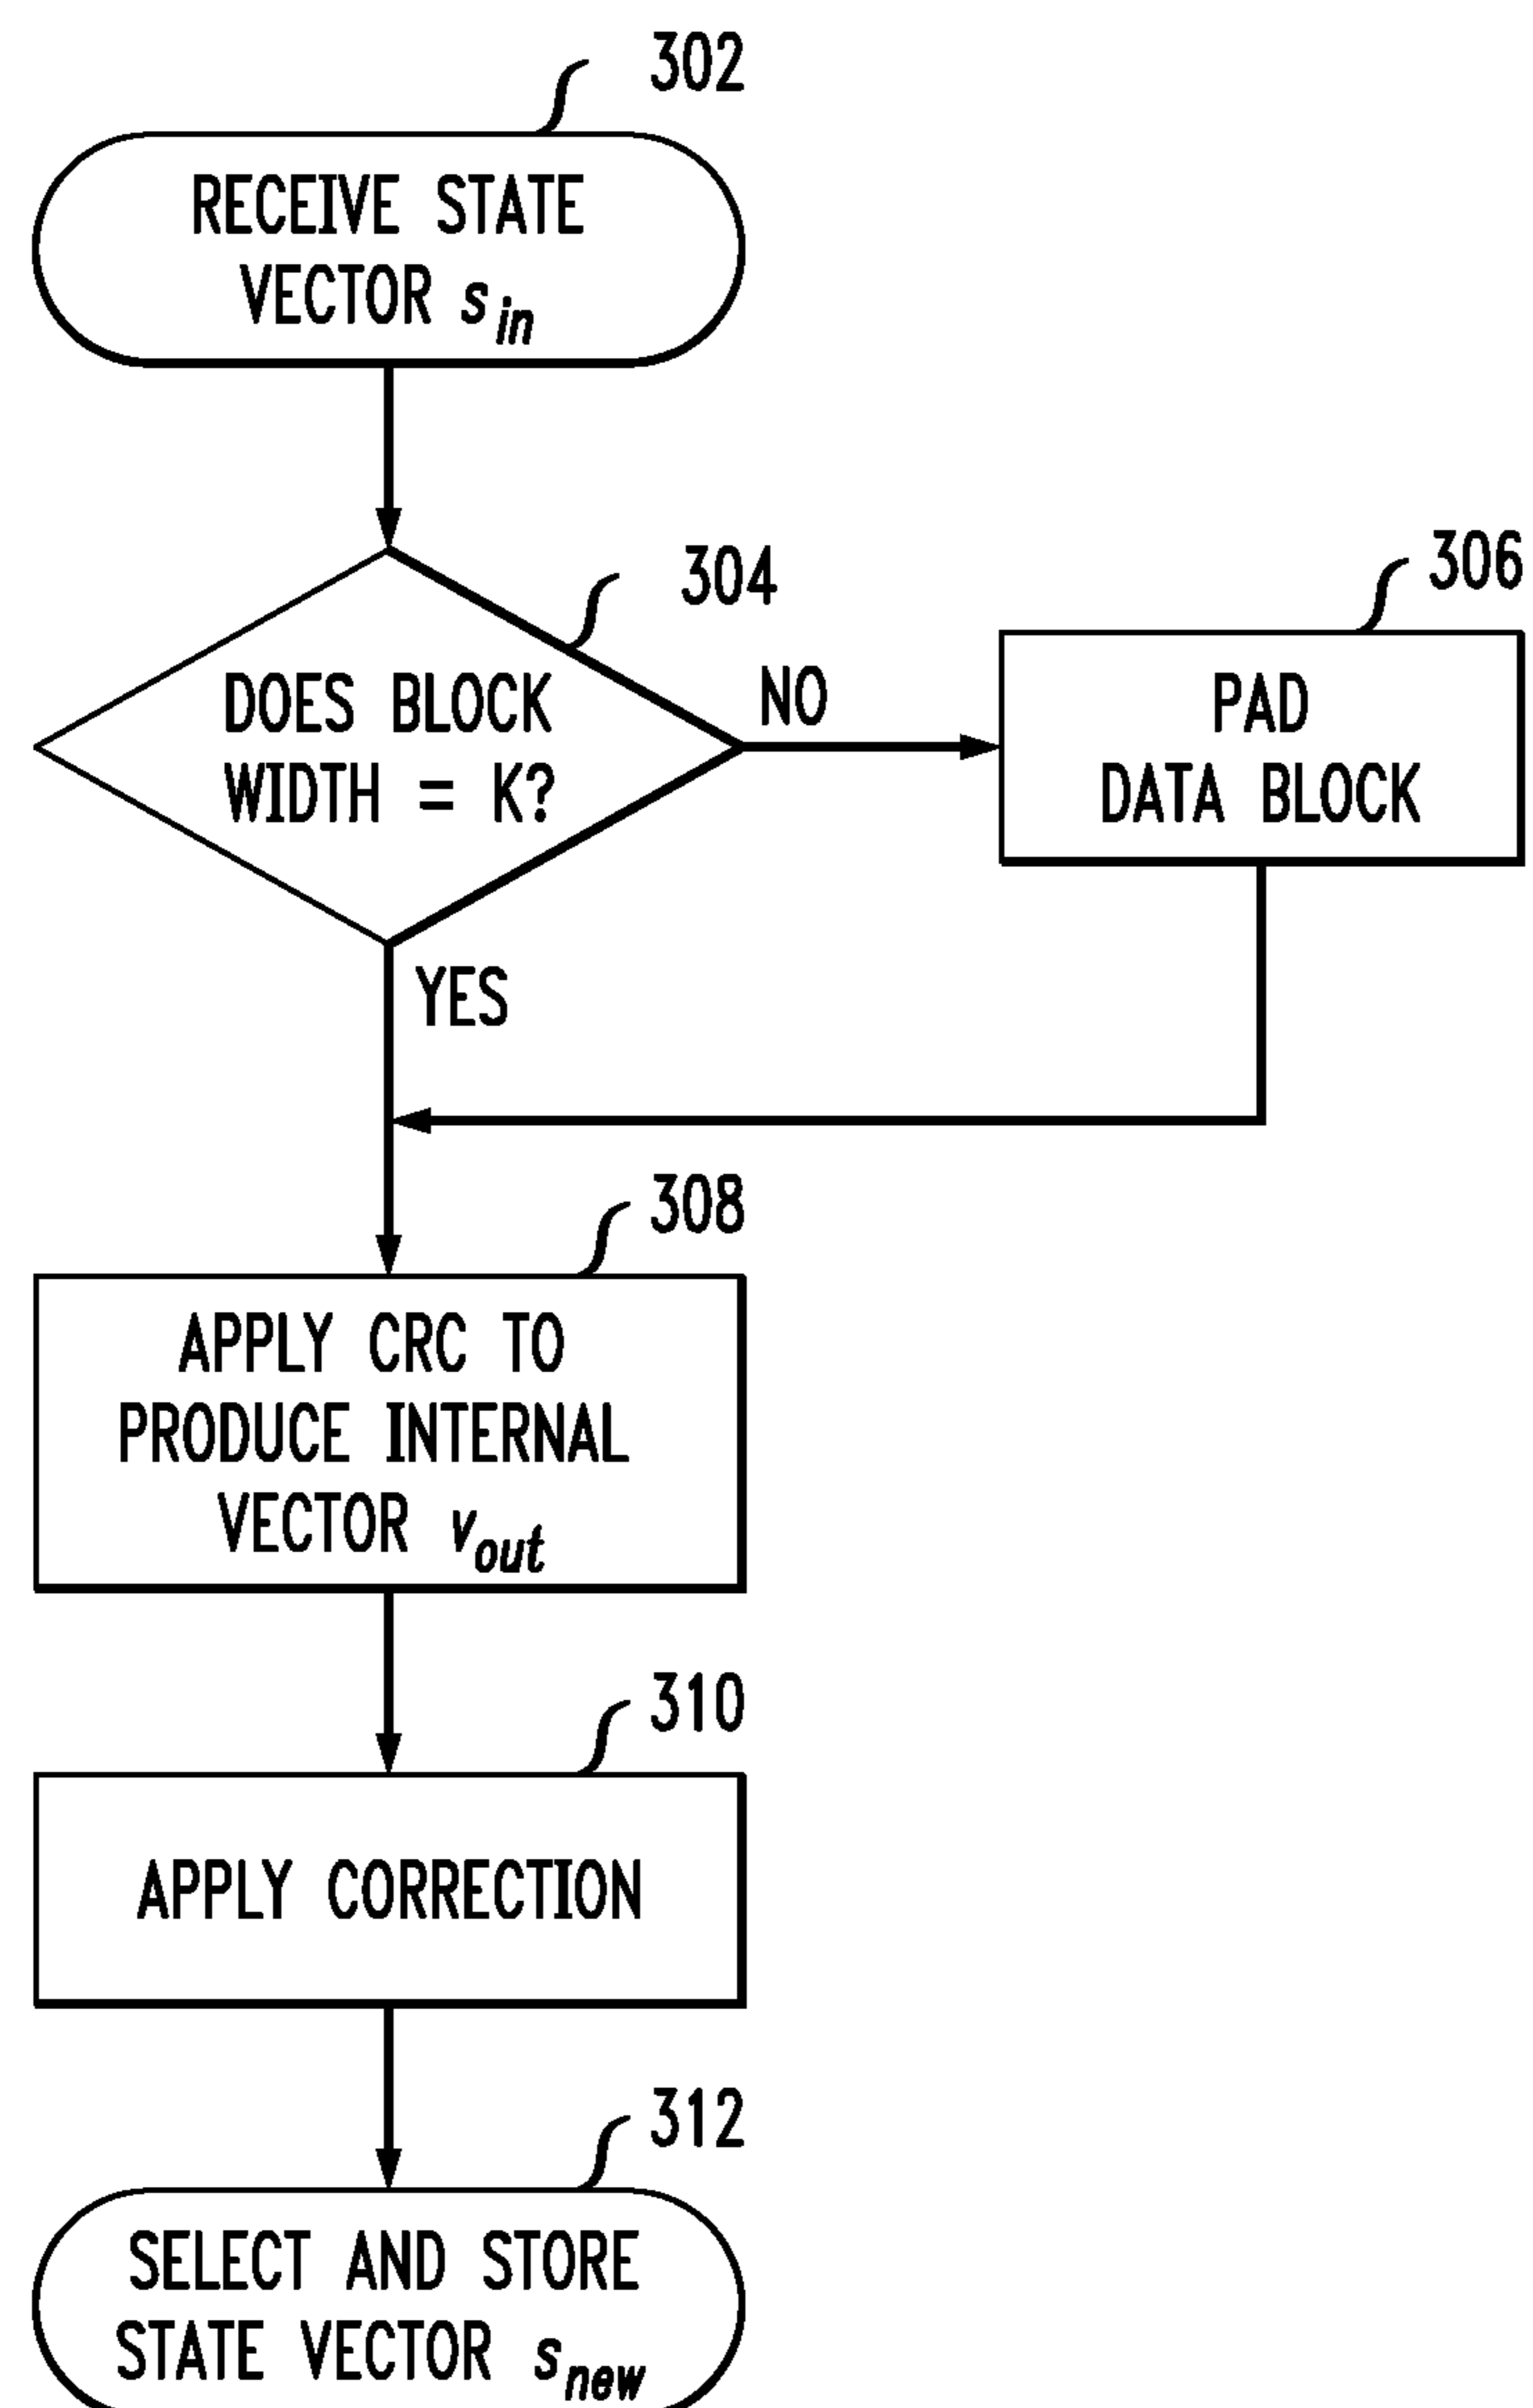 302
RECEIVE STATE
VECTOR s_in
304
DOES BLOCK
WIDTH = K?
NO
306
PAD
DATA BLOCK
YES
308
APPLY CRC TO
PRODUCE INTERNAL
VECTOR v_out
310
APPLY CORRECTION
312
SELECT AND STORE
STATE VECTOR s_new